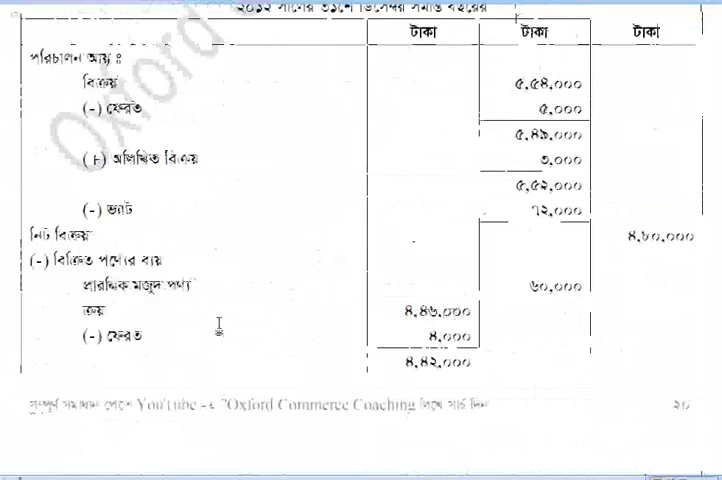 ২০১২ সালের ৩১শে ডিসেম্বর সমাপ্ত বছরের
টাকা টাকা টাকা
পরিচালন আয় ঃ
বিক্রয় ৫,৫৪,০০০
(-) ফেরত ৫,০০০
৫,৪৯,০০০
(+) অলিখিত বিক্রয় ৩,০০০
৫,৫২,০০০
(-) ভ্যাট ৭২,০০০
নিট বিক্রয় ৪,৮০,০০০
(-) বিক্রিত পণ্যের ব্যয়
প্রারম্ভিক মজুদ পণ্য ৬০,০০০
ক্রয় ৪,৪৬,০০০
(-) ফেরত ৪,০০০
৪,৪২,০০০
সম্পূর্ণ সমাধান পেতে YouTube -এ "Oxford Commerce Coaching লিখে সার্চ দিন ২০
Oxford